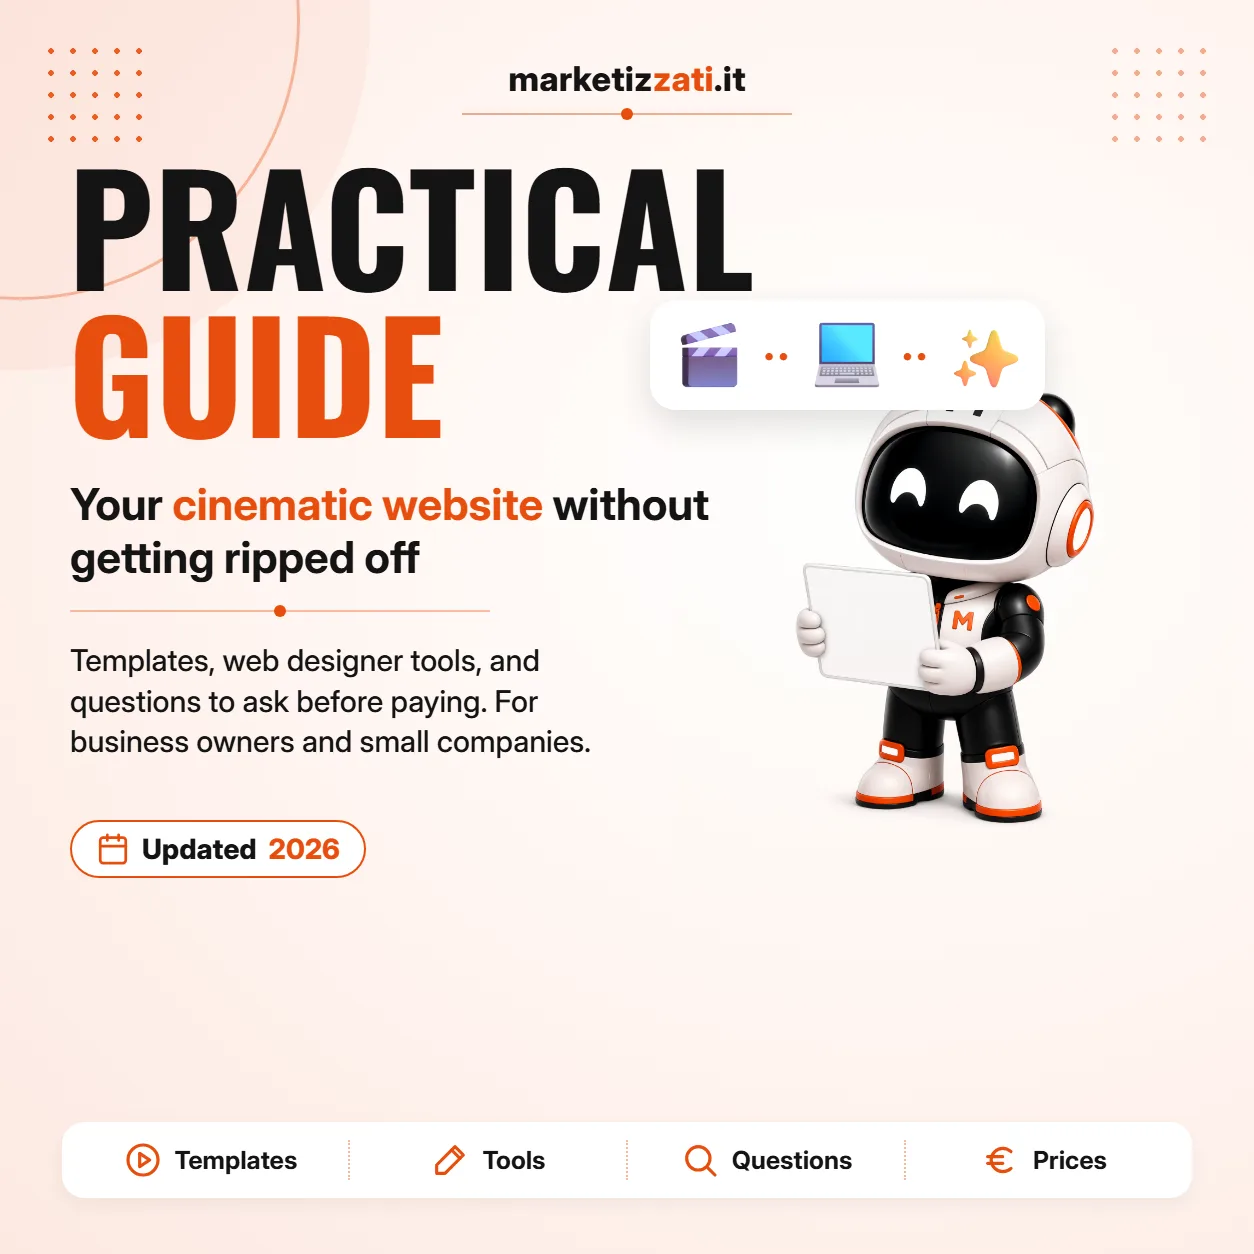 marketizzati.it
PRACTICAL
GUIDE
Your cinematic website without
getting ripped off
Templates, web designer tools, and
questions to ask before paying. For
business owners and small companies.
M
Updated 2026
Templates
Tools
Questions
Prices